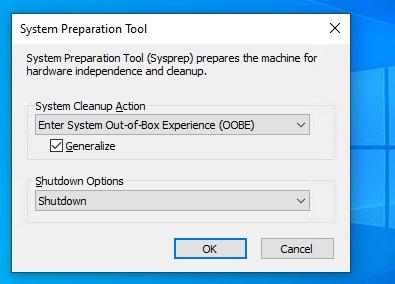 System Preparation Tool
System Preparation Tool (Sysprep) prepares the machine for
hardware independence and cleanup.
System Cleanup Action
Enter System Out-of-Box Experience (OOBE)
Generalize
Shutdown Options
Shutdown
OK
Cancel